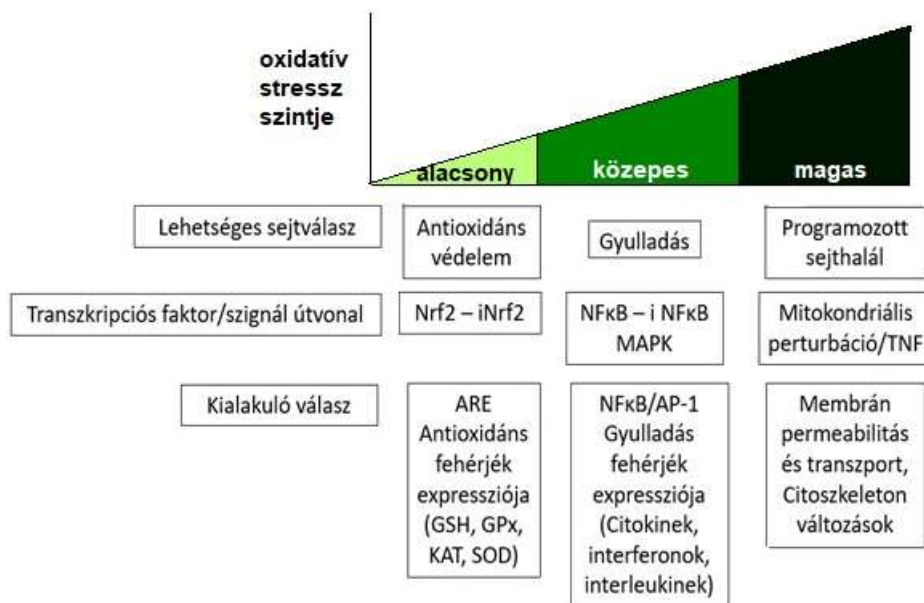 oxidatív
stressz
szintje
alacsony
közepes
magas
Lehetséges sejtválasz
Antioxidáns
védelem
Gyulladás
Programozott
sejthalál
Transzkripciós faktor/szignál útvonal
Nrf2 – iNrf2
NFκB – i NFκB
MAPK
Mitokondriális
perturbáció/TNF
Kialakuló válasz
ARE
Antioxidáns
fehérjék
expressziója
(GSH, GPx,
KAT, SOD)
NFκB/AP-1
Gyulladás
fehérjék
expressziója
(Citokinek,
interferonok,
interleukinek)
Membrán
permeabilitás
és transzport,
Citoszkeleton
változások